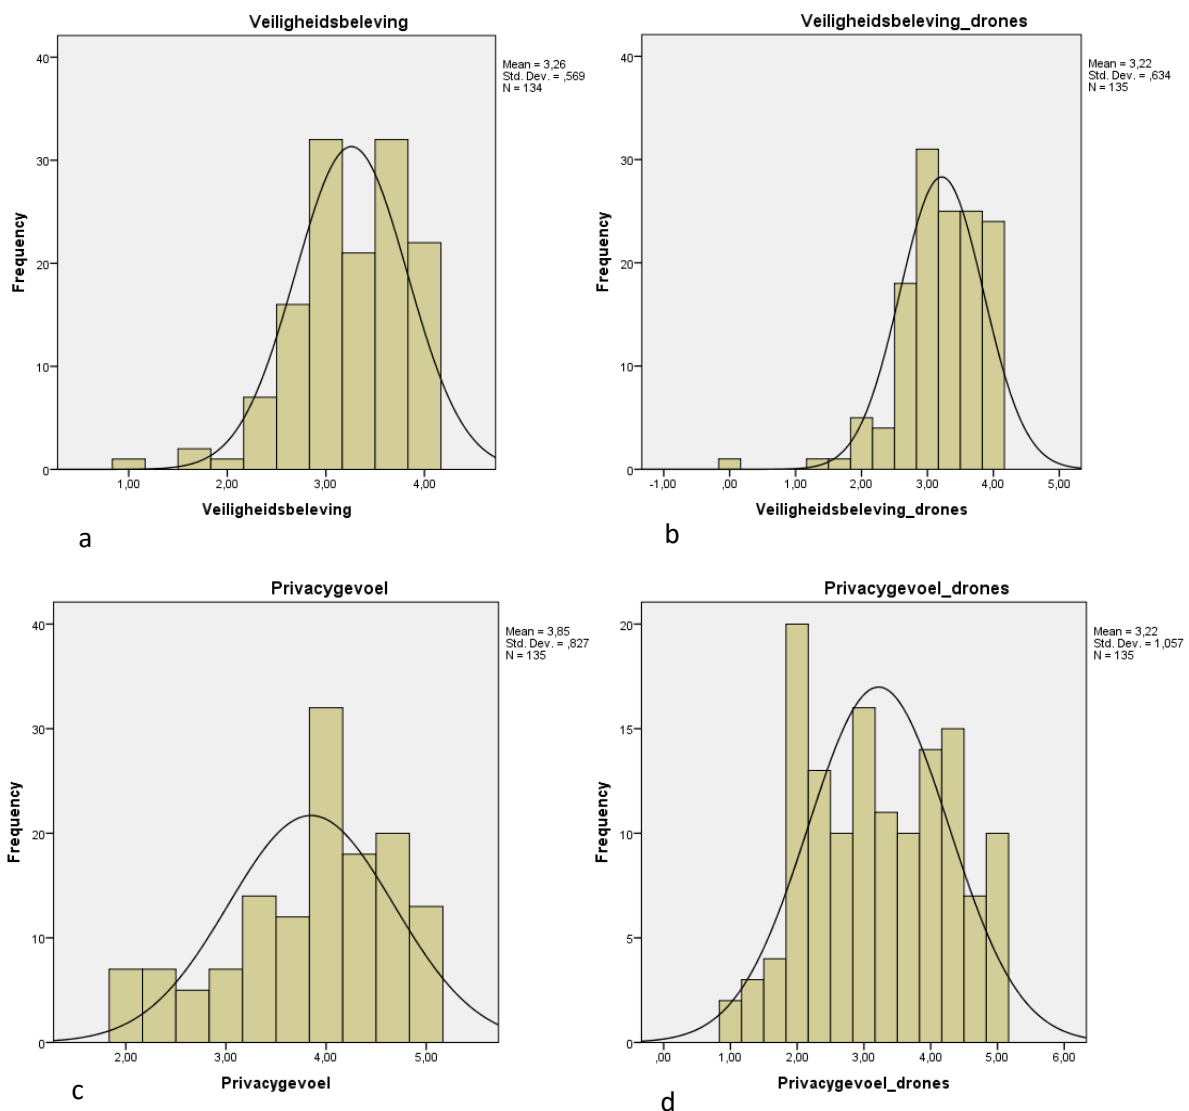 Veiligheidsbeleving
Mean = 3,26
Std. Dev. = ,569
N = 134
40
30
20
10
0
Frequency
1,00 2,00 3,00 4,00
Veiligheidsbeleving
a
Veiligheidsbeleving_drones
Mean = 3,22
Std. Dev. = ,634
N = 135
40
30
20
10
0
Frequency
-1,00 ,00 1,00 2,00 3,00 4,00 5,00
Veiligheidsbeleving_drones
b
Privacygevoel
Mean = 3,85
Std. Dev. = ,827
N = 135
40
30
20
10
0
Frequency
2,00 3,00 4,00 5,00
Privacygevoel
c
Privacygevoel_drones
Mean = 3,22
Std. Dev. = 1,057
N = 135
20
15
10
5
0
Frequency
,00 1,00 2,00 3,00 4,00 5,00 6,00
Privacygevoel_drones
d